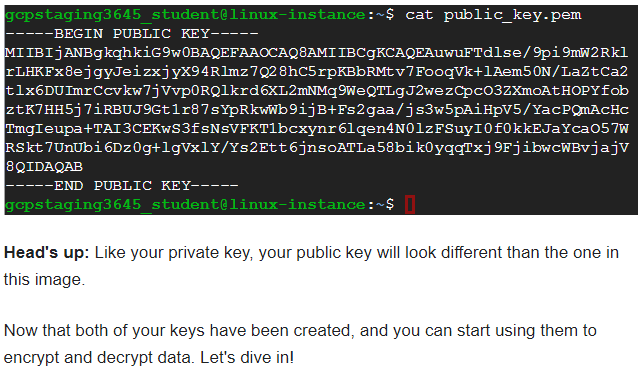 gcpstaging3645_student@linux-instance:~$ cat public_key.pem
-----BEGIN PUBLIC KEY-----
MIIBIjANBgkqhkiG9w0BAQEFAAOCAQ8AMIIBCgKCAQEAuwuFTdlse/9pi9mW2Rkl
rLHKFx8ejgyJeizxjyX94Rlmz7Q28hC5rpKBbRMtv7FooqVk+lAem50N/LaZtCa2
tlx6DUImrCcvkw7jVvp0RQlkrd6XL2mNMq9WeQTLgJ2wezCpcO3ZXmoAtHOPYfob
ztK7HH5j7iRBUJ9Gt1r87sYpRkwWb9ijB+Fs2gaa/js3w5pAiHpV5/YacPQmAcHc
TmgIeupa+TAI3CEKwS3fsNsVFKT1bcxynr6lqen4N0lzFSuyI0f0kkEJaYcaO57W
RSkt7UnUbi6Dz0g+lgVxlY/Ys2Ett6jnsoATLa58bik0yqqTxj9FjibwcWBvjajV
8QIDAQAB
-----END PUBLIC KEY-----
gcpstaging3645_student@linux-instance:~$
Head's up: Like your private key, your public key will look different than the one in
this image.
Now that both of your keys have been created, and you can start using them to
encrypt and decrypt data. Let's dive in!